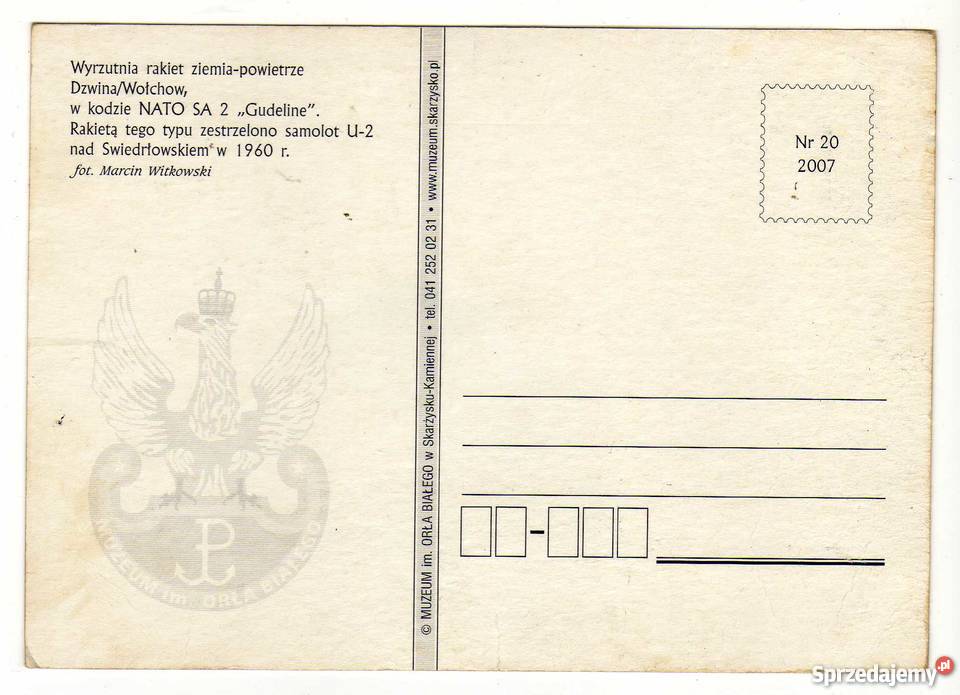 Wyrzutnia rakiet ziemia-powietrze
Dzwina/Wołchow,
w kodzie NATO SA 2 „Gudeline”.
Rakietą tego typu zestrzelono samolot U-2
nad Swiedrłowskiem w 1960 r.
fot. Marcin Witkowski
MUZEUM im. ORŁA BIAŁEGO
© MUZEUM im. ORŁA BIAŁEGO w Skarżysku-Kamiennej • tel. 041 252 02 31 • www.muzeum.skarzysko.pl
Nr 20
2007
Sprzedajemy.pl